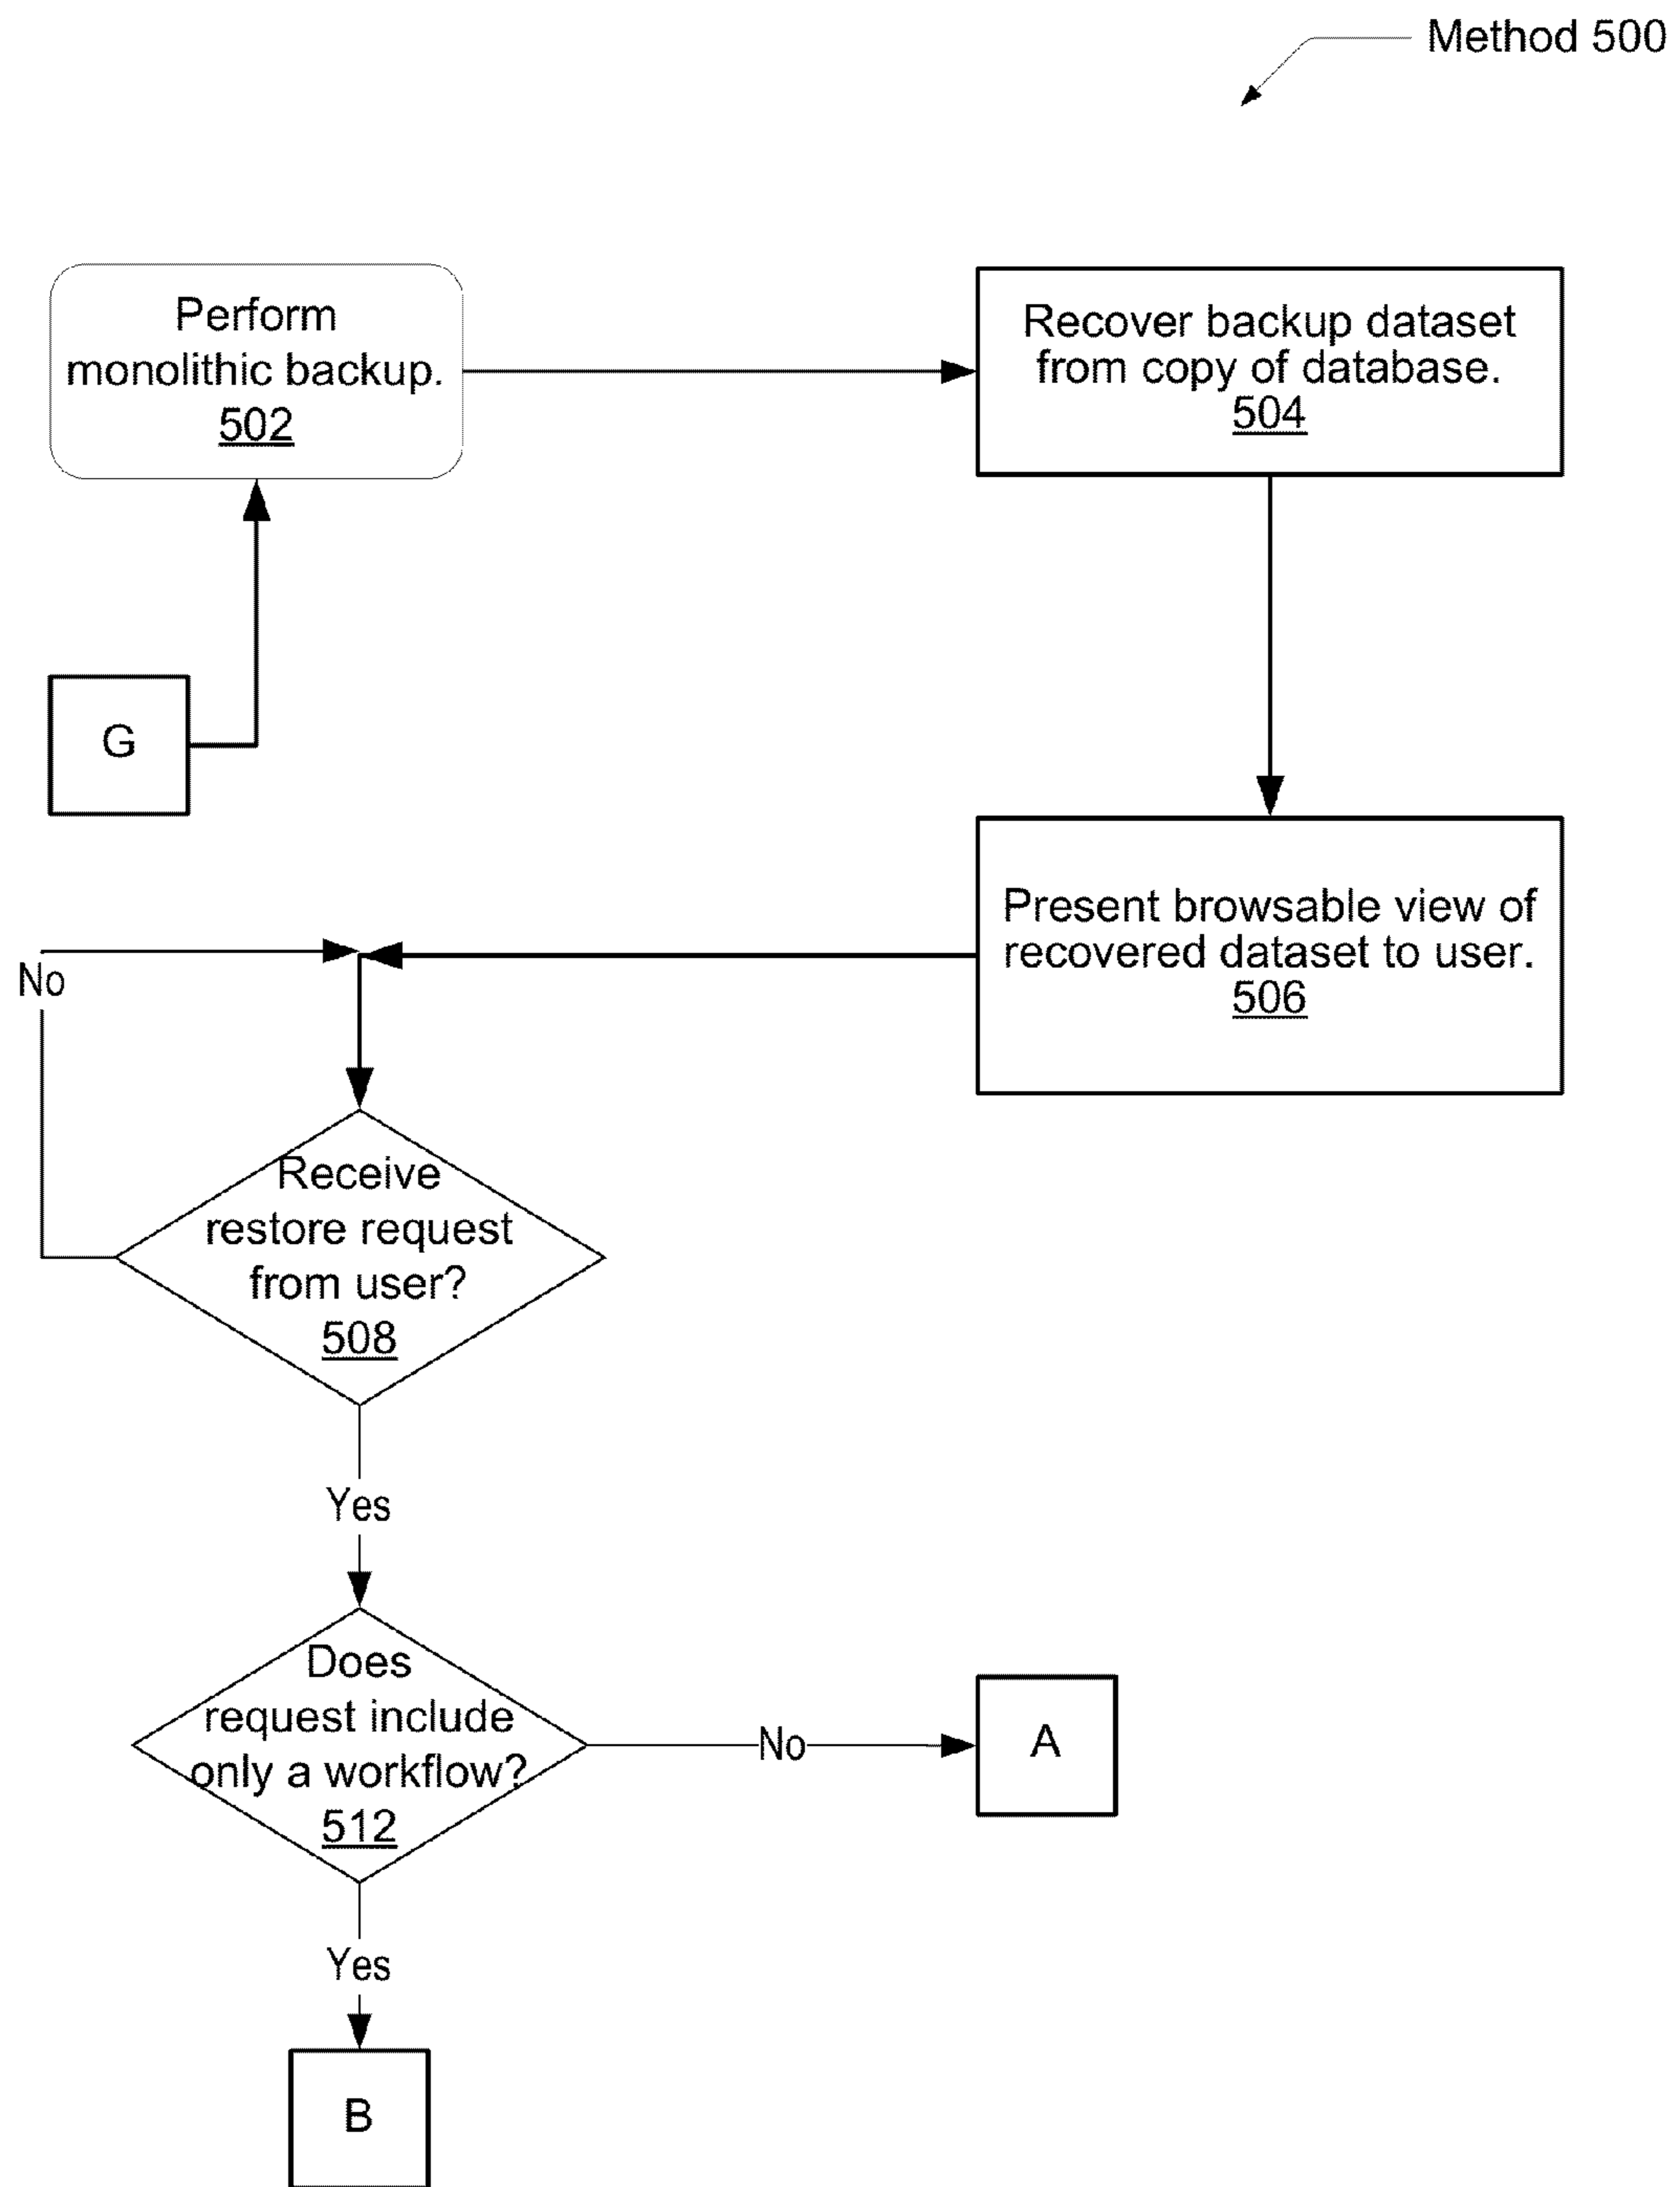 Method 500
Perform
monolithic backup.
502
Recover backup dataset
from copy of database.
504
G
Present browsable view of
recovered dataset to user.
506
No
Receive
restore request
from user?
508
Yes
Does
request include
only a workflow?
512
No
A
Yes
B